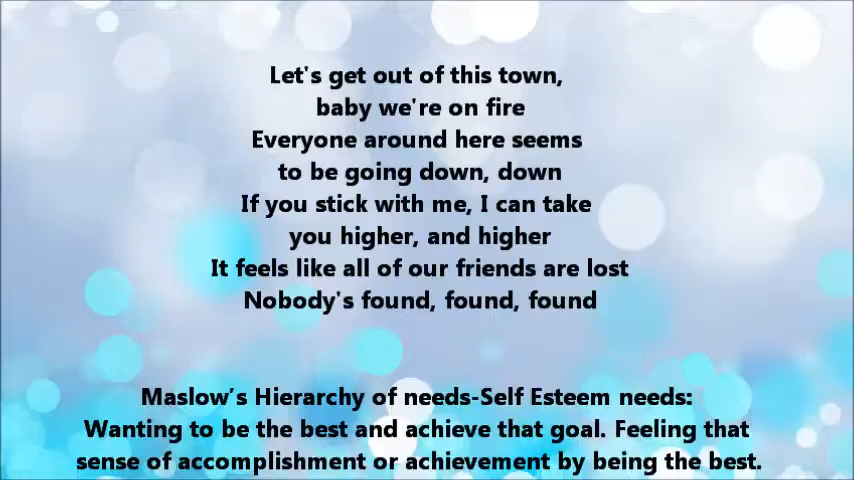 Let's get out of this town,
baby we're on fire
Everyone around here seems
to be going down, down
If you stick with me, I can take
you higher, and higher
It feels like all of our friends are lost
Nobody's found, found, found
Maslow’s Hierarchy of needs-Self Esteem needs:
Wanting to be the best and achieve that goal. Feeling that
sense of accomplishment or achievement by being the best.